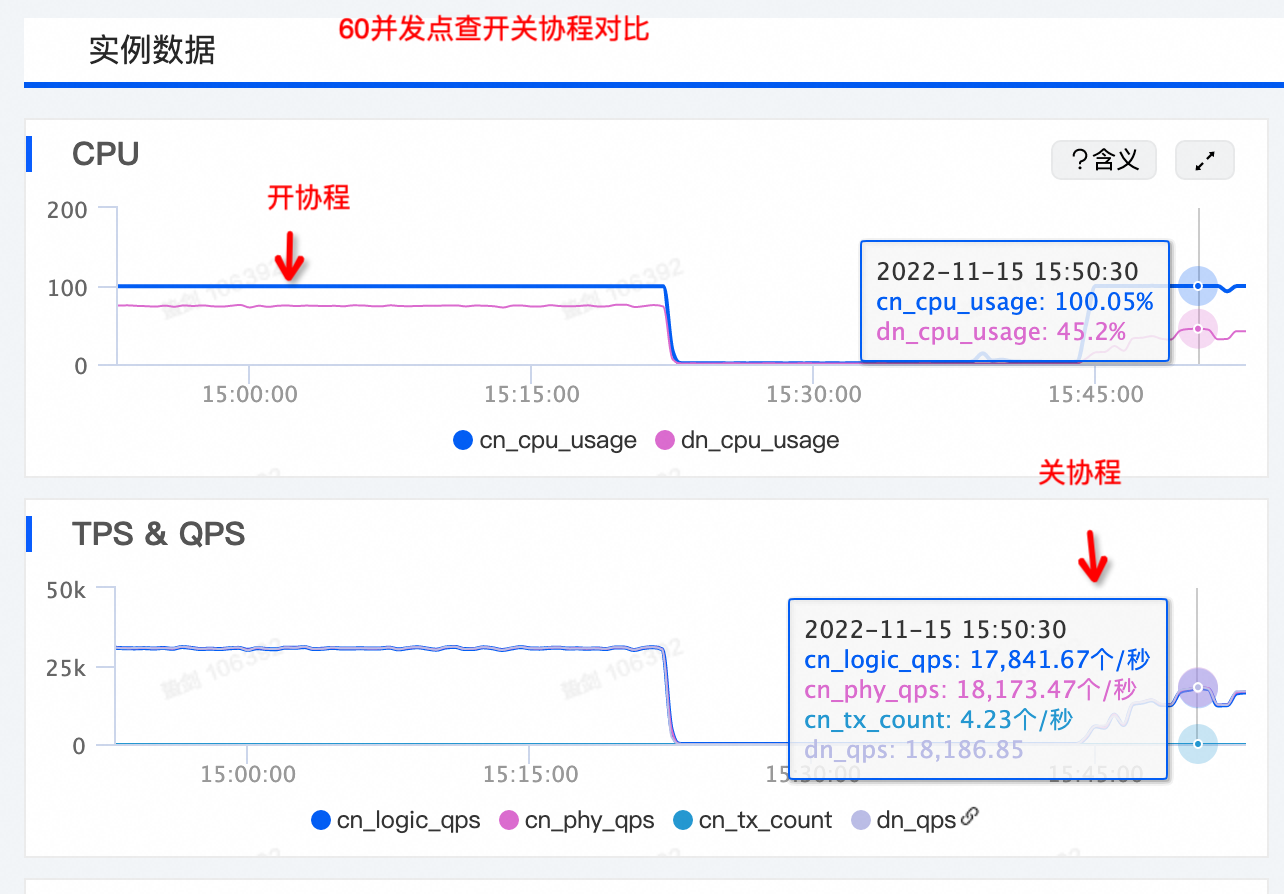 60并发点查开关协程对比
实例数据
CPU
?含义
开协程
200
100
0
2022-11-15 15:50:30
cn_cpu_usage: 100.05%
dn_cpu_usage: 45.2%
15:00:00
15:15:00
15:30:00
15:45:00
cn_cpu_usage
dn_cpu_usage
关协程
TPS & QPS
50k
25k
0
2022-11-15 15:50:30
cn_logic_qps: 17,841.67个/秒
cn_phy_qps: 18,173.47个/秒
cn_tx_count: 4.23个/秒
dn_qps: 18,186.85
15:00:00
15:15:00
15:30:00
15:45:00
cn_logic_qps
cn_phy_qps
cn_tx_count
dn_qps